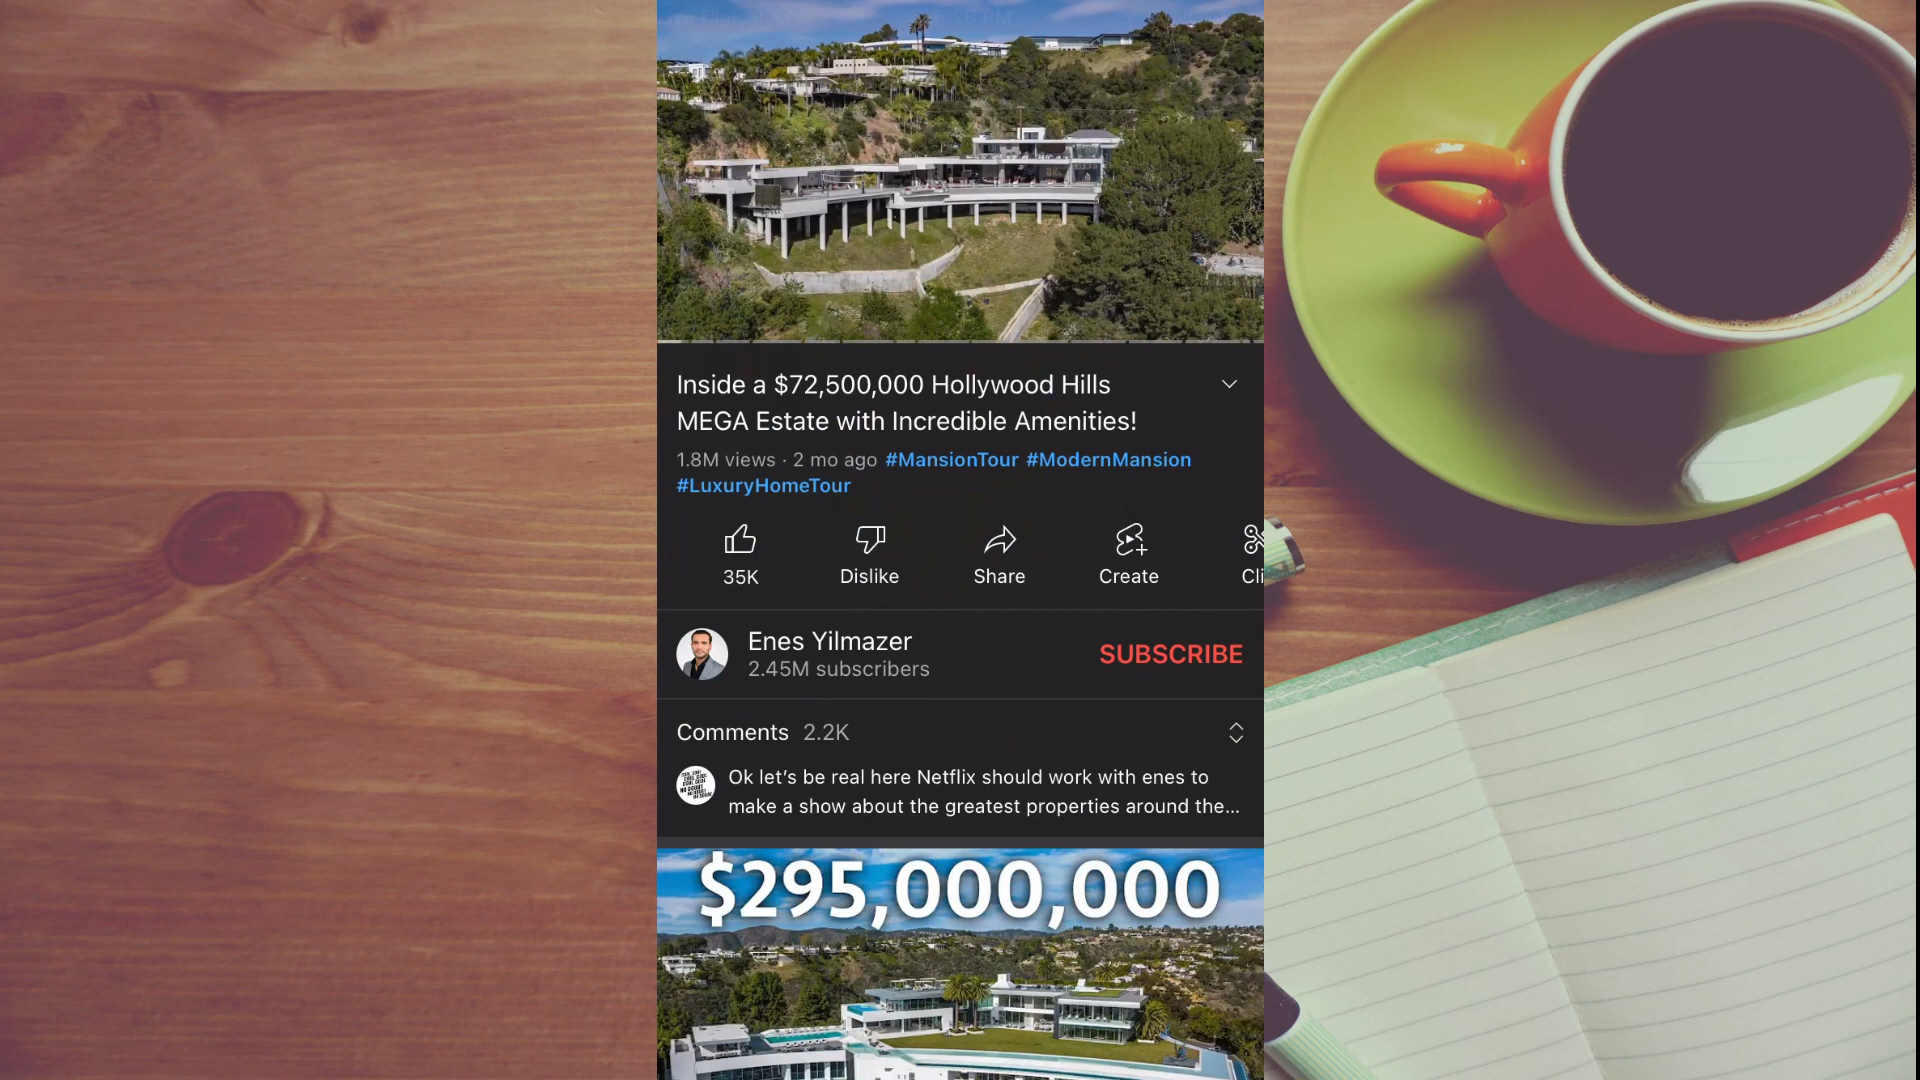 Inside a $72,500,000 Hollywood Hills
MEGA Estate with Incredible Amenities!
1.8M views · 2 mo ago #MansionTour #ModernMansion
#LuxuryHomeTour
35K
Dislike
Share
Create
Cli
Enes Yilmazer
2.45M subscribers
SUBSCRIBE
Comments 2.2K
Ok let’s be real here Netflix should work with enes to
make a show about the greatest properties around the...
$295,000,000